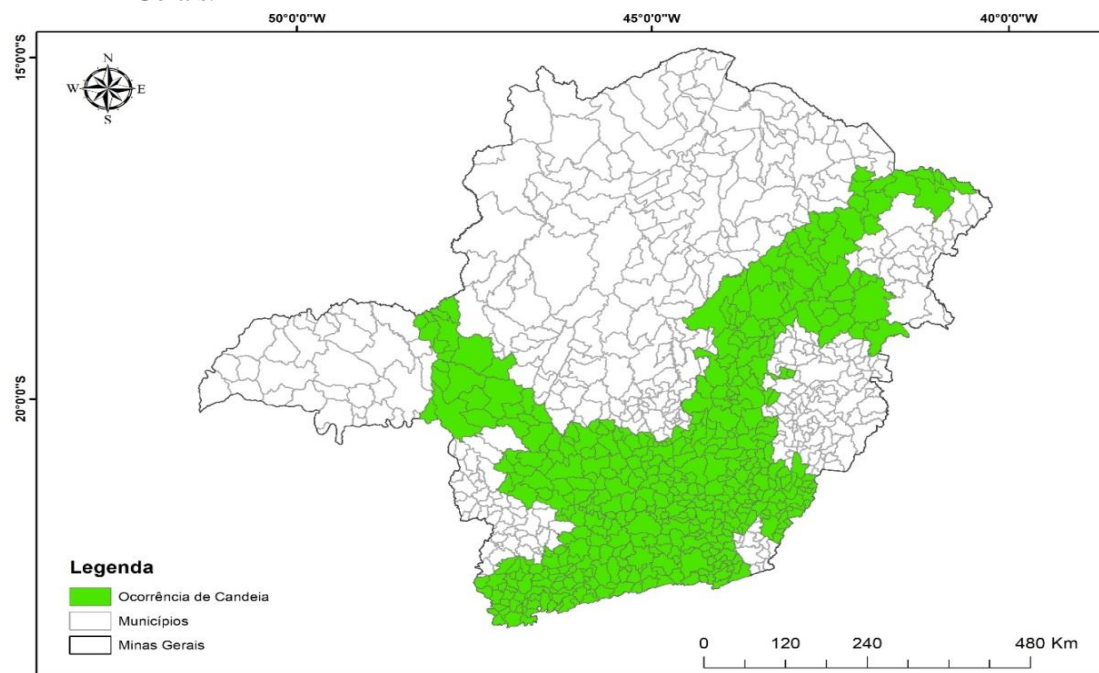 50°0'0"W 45°0'0"W 40°0'0"W
15°0'0"S
20°0'0"S
N
W E
S
Legenda
Ocorrência de Candeia
Municípios
Minas Gerais
0 120 240 480 Km